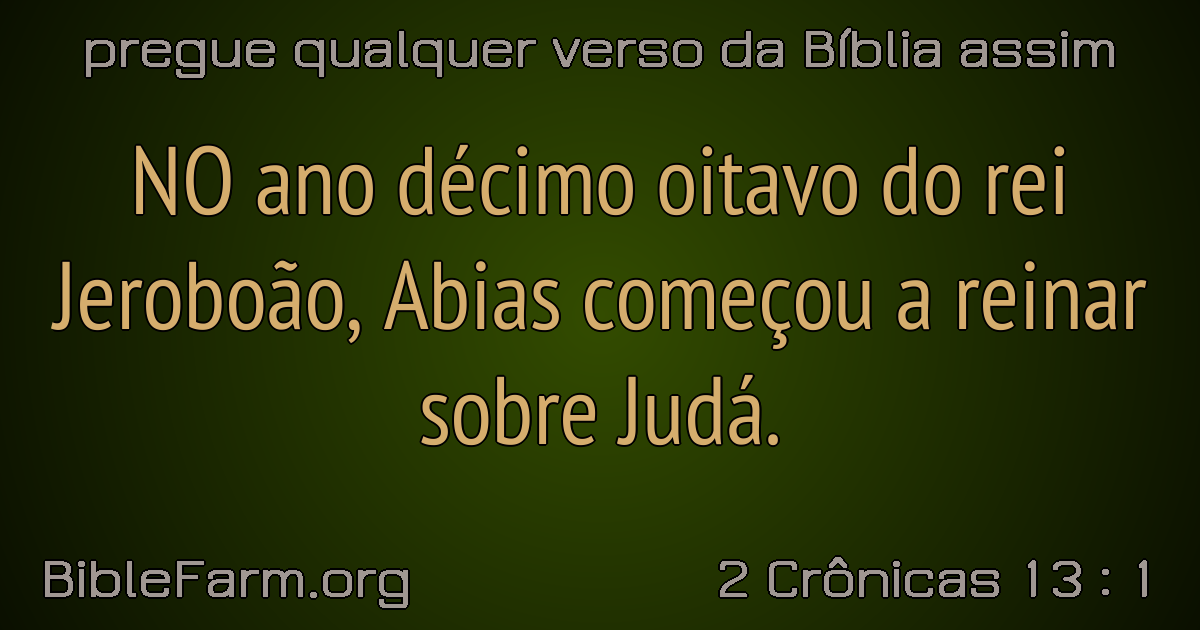 pregue qualquer verso da Bíblia assim
NO ano décimo oitavo do rei
Jeroboão, Abias começou a reinar
sobre Judá.
BibleFarm.org
2 Crônicas 13 : 1